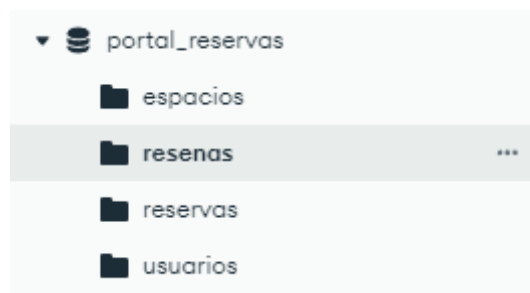 portal_reservas
espacios
resenas
reservas
usuarios